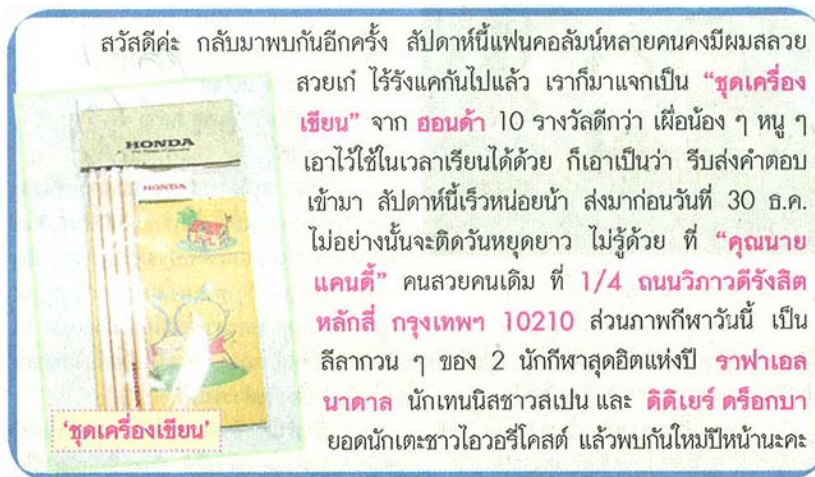 สวัสดีค่ะ กลับมาพบกันอีกครั้ง สัปดาห์นี้แฟนคอลัมน์หลายคนคงมีผมสลวย
สวยเก๋ ไร้รังแคกันไปแล้ว เราก็มาแจกเป็น “ชุดเครื่อง
เขียน” จาก ฮอนด้า 10 รางวัลดีกว่า เผื่อน้อง ๆ หนู ๆ
เอาไว้ใช้ในเวลาเรียนได้ด้วย ก็เอาเป็นว่า รีบส่งคำตอบ
เข้ามา สัปดาห์นี้เร็วหน่อยน้า ส่งมาก่อนวันที่ 30 ธ.ค.
ไม่อย่างนั้นจะติดวันหยุดยาว ไม่รู้ด้วย ที่ “คุณนาย
แคนดี้” คนสวยคนเดิม ที่ 1/4 ถนนวิภาวดีรังสิต
หลักสี่ กรุงเทพฯ 10210 ส่วนภาพกีฬาวันนี้ เป็น
ลีลากวน ๆ ของ 2 นักกีฬาสุดฮิตแห่งปี ราฟาเอล
นาดาล นักเทนนิสชาวสเปน และ ดิดิเยร์ ดร็อกบา
ยอดนักเตะชาวไอวอรี่โคสต์ แล้วพบกันใหม่ปีหน้านะคะ
HONDA
HONDA
‘ชุดเครื่องเขียน’